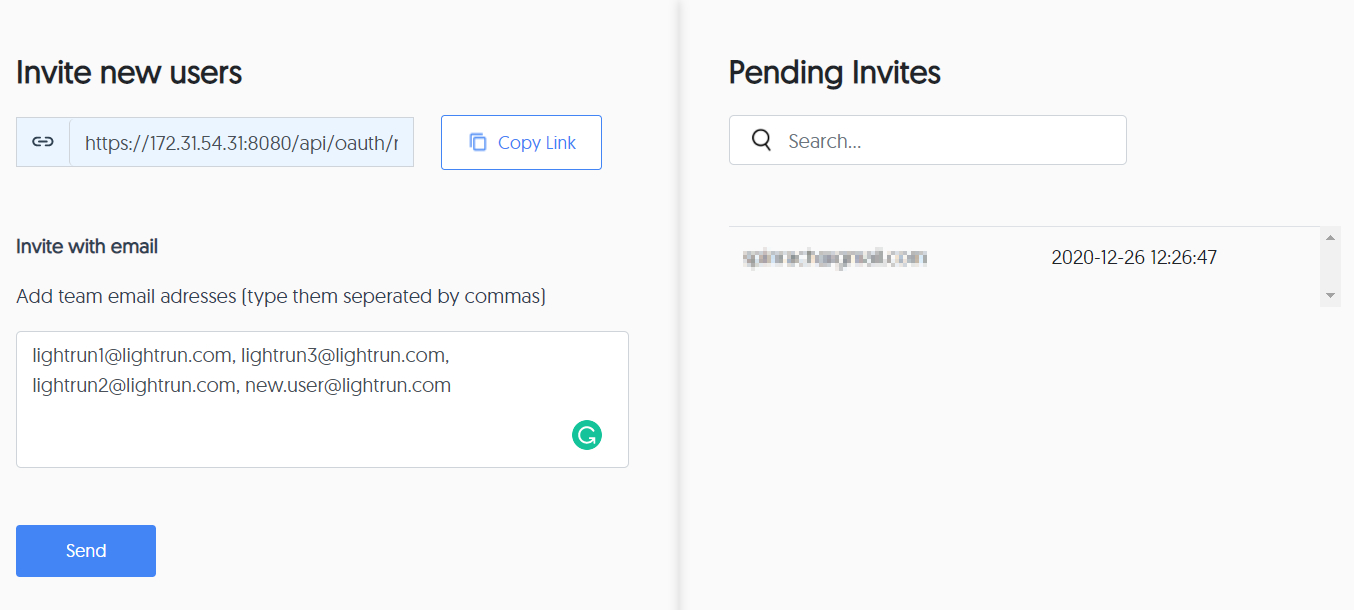 Invite new users
https://172.31.54.31:8080/api/oauth/r
Copy Link
Invite with email
Add team email adresses (type them seperated by commas)
lightrun1@lightrun.com, lightrun3@lightrun.com,
lightrun2@lightrun.com, new.user@lightrun.com
Send
Pending Invites
Search...
2020-12-26 12:26:47